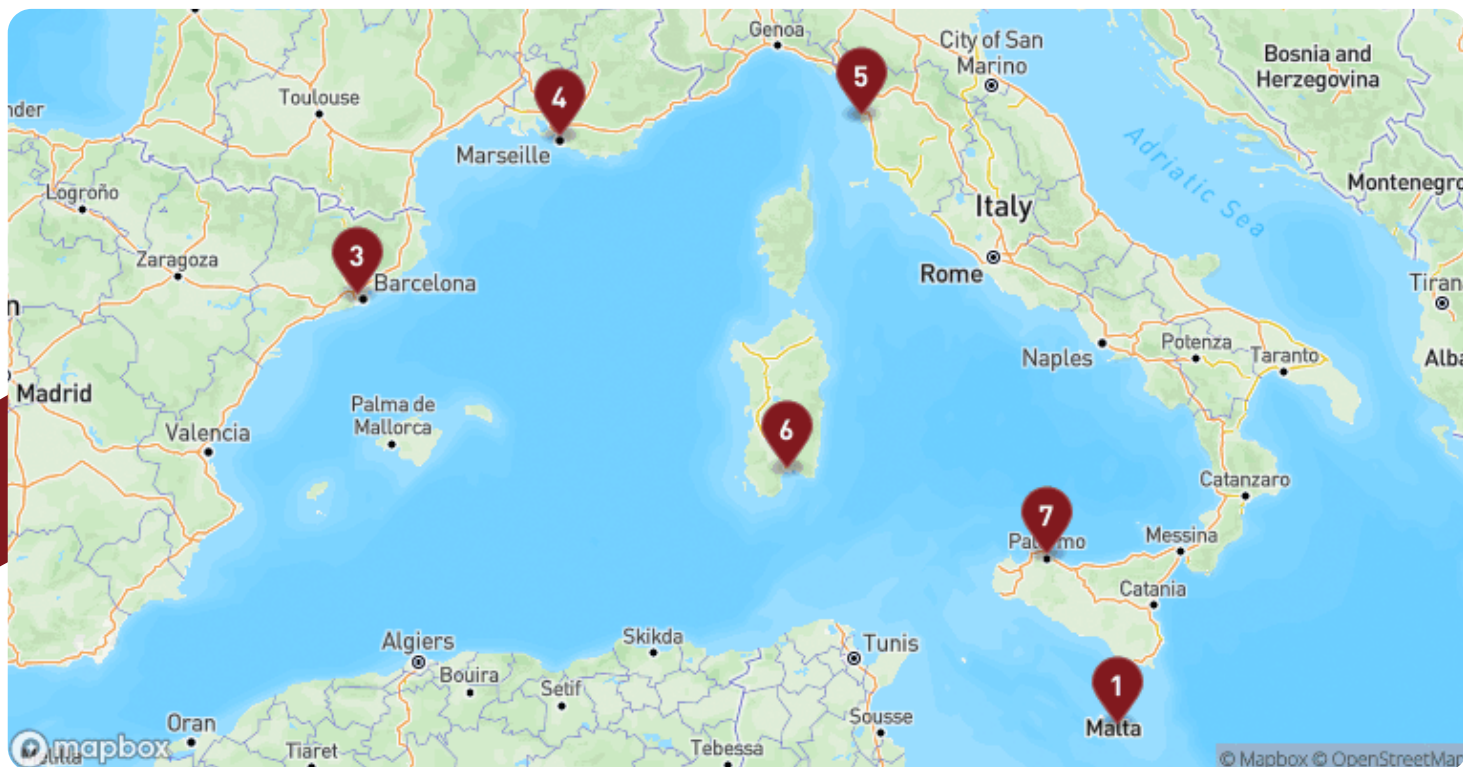 Genoa
City of San
Marino
Bosnia and
Herzegovina
5
4
Toulouse
nder
Marseille
Adriatic Sea
Montenegro
Logroño
Italy
3
Zaragoza
Barcelona
Rome
Tiran
n
Naples
Potenza
Taranto
Alba
Madrid
Palma de
Mallorca
Valencia
6
Catanzaro
7
Messina
Catania
Algiers
Skikda
Tunis
Bouira
Setif
1
Oran
Sousse
Malta
mapbox
Tiaret
Tebessa
© Mapbox © OpenStreetMap